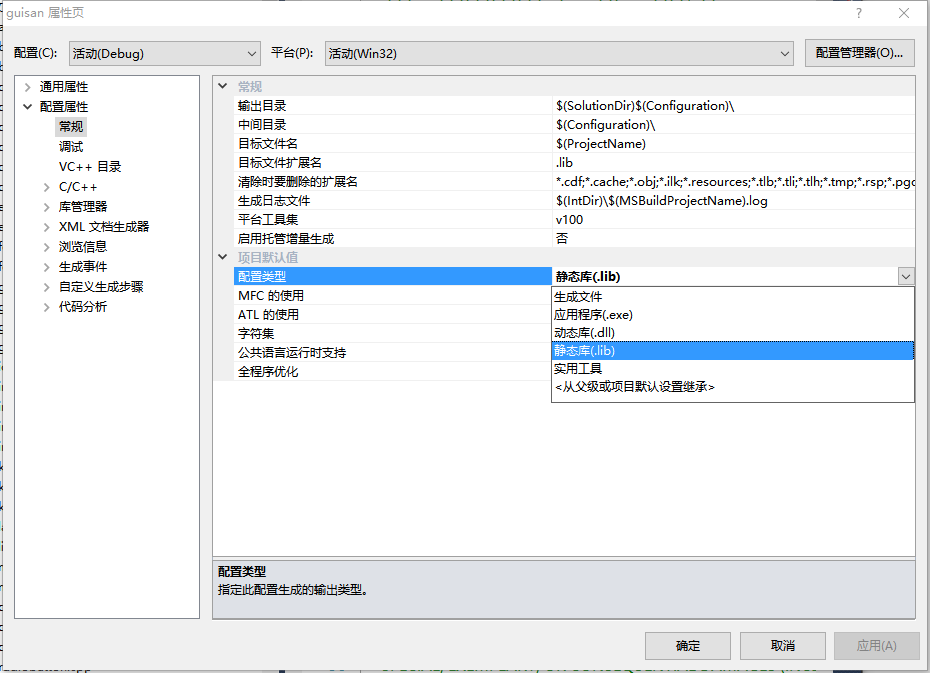 guisan 属性页
配置(C): 活动(Debug) 平台(P): 活动(Win32) 配置管理器(O)...
通用属性
配置属性
常规
调试
VC++ 目录
C/C++
库管理器
XML 文档生成器
浏览信息
生成事件
自定义生成步骤
代码分析
常规
输出目录 $(SolutionDir)$(Configuration)\
中间目录 $(Configuration)\
目标文件名 $(ProjectName)
目标文件扩展名 .lib
清除时要删除的扩展名 *.cdf;*.cache;*.obj;*.ilk;*.resources;*.tlb;*.tli;*.tlh;*.tmp;*.rsp;*.pgc
生成日志文件 $(IntDir)\$(MSBuildProjectName).log
平台工具集 v100
启用托管增量生成 否
项目默认值
配置类型 静态库(.lib)
MFC 的使用
ATL 的使用
字符集
公共语言运行时支持
全程序优化
生成文件
应用程序(.exe)
动态库(.dll)
静态库(.lib)
实用工具
<从父级或项目默认设置继承>
配置类型
指定此配置生成的输出类型。
确定 取消 应用(A)